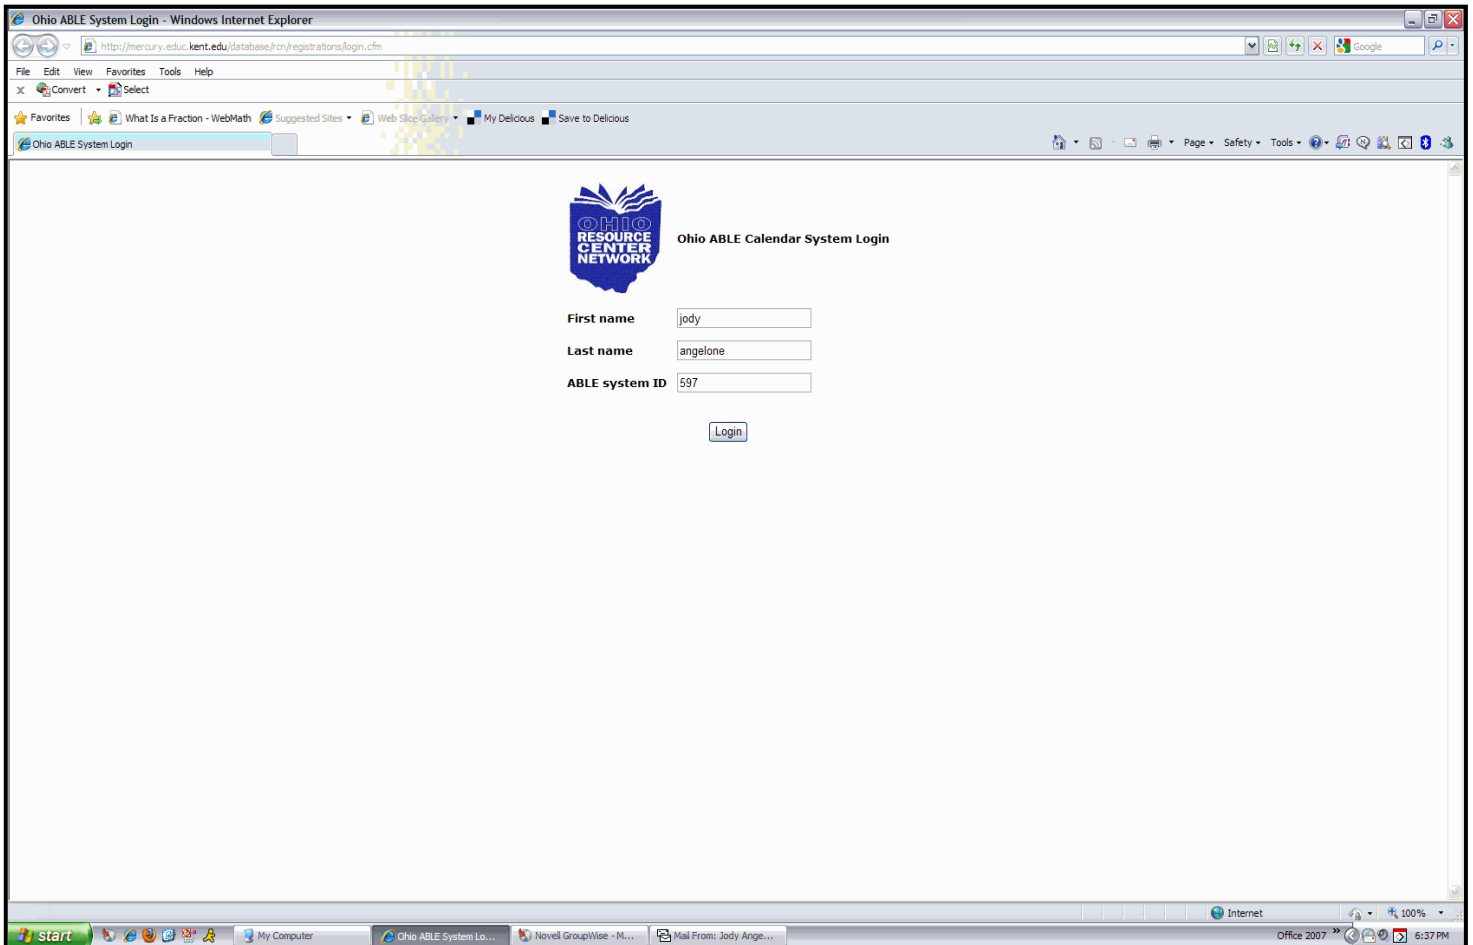 Ohio ABLE System Login - Windows Internet Explorer
http://mercury.educ.kent.edu/database/rcn/registrations/login.cfm
Google
File Edit View Favorites Tools Help
x Convert Select
Favorites What Is a Fraction - WebMath Suggested Sites Web Slice Gallery My Delicious Save to Delicious
Ohio ABLE System Login
Page Safety Tools
OHIO
RESOURCE
CENTER
NETWORK
Ohio ABLE Calendar System Login
First name jody
Last name angelone
ABLE system ID 597
Login
Internet 100%
start My Computer Ohio ABLE System Lo... Novell GroupWise - M... Mail From: Jody Ange... Office 2007 » 6:37 PM